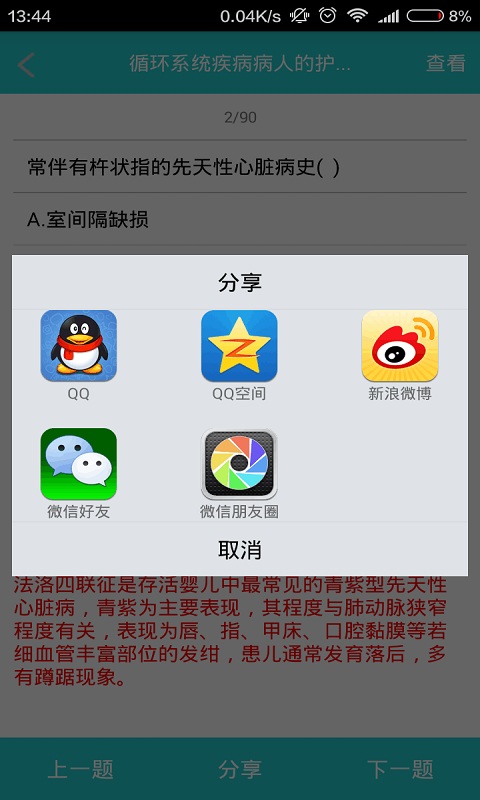 13:44 0.04K/s 8%
循环系统疾病病人的护... 查看
2/90
常伴有杵状指的先天性心脏病史( )
A.室间隔缺损
分享
QQ QQ空间 新浪微博
微信好友 微信朋友圈
取消
法洛四联征是存活婴儿中最常见的青紫型先天性
心脏病，青紫为主要表现，其程度与肺动脉狭窄
程度有关，表现为唇、指、甲床、口腔黏膜等若
细血管丰富部位的发绀，患儿通常发育落后，多
有蹲踞现象。
上一题 分享 下一题